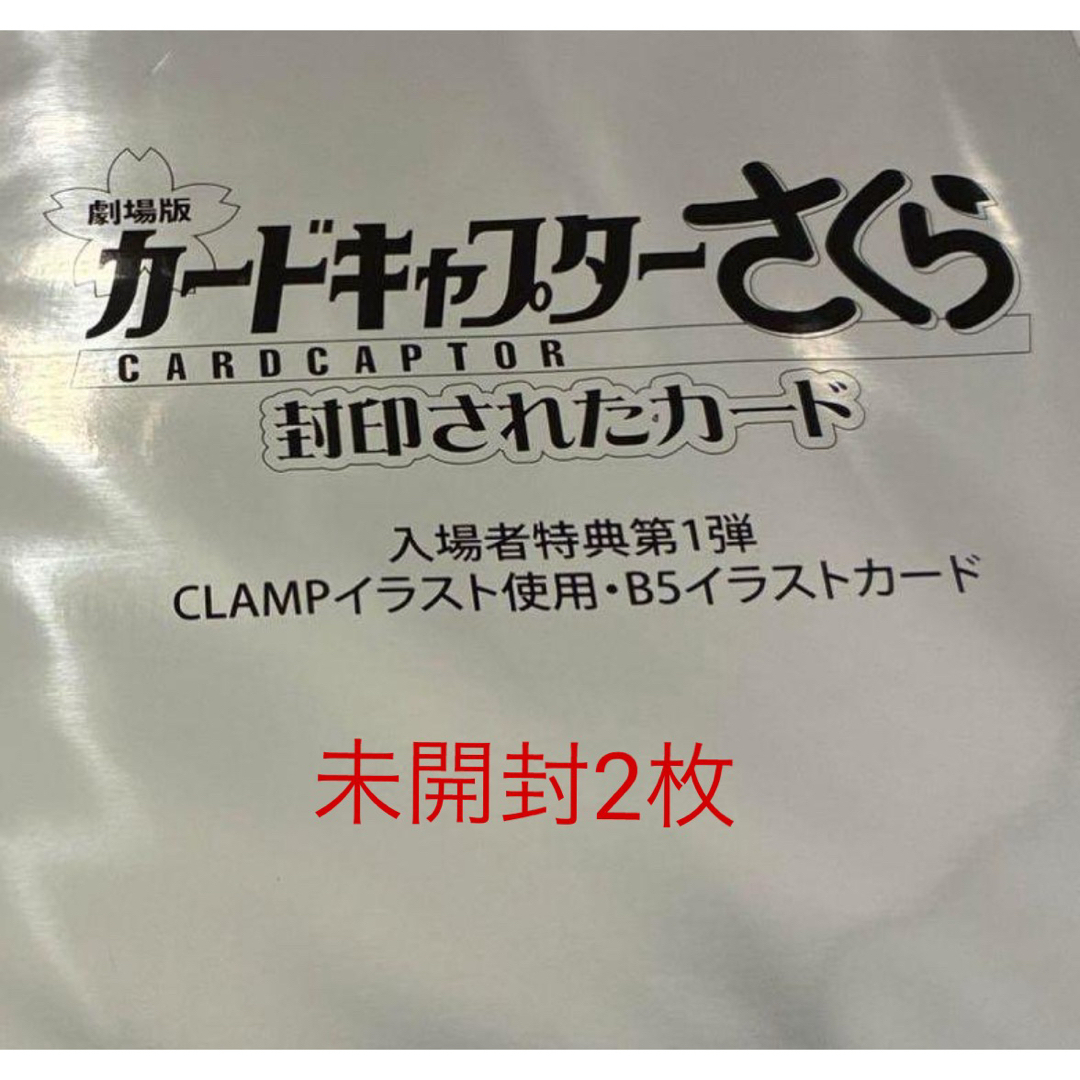 劇場版
カードキャプターさくら
CARDCAPTOR
封印されたカード
入場者特典第1弾
CLAMPイラスト使用・B5イラストカード
未開封2枚